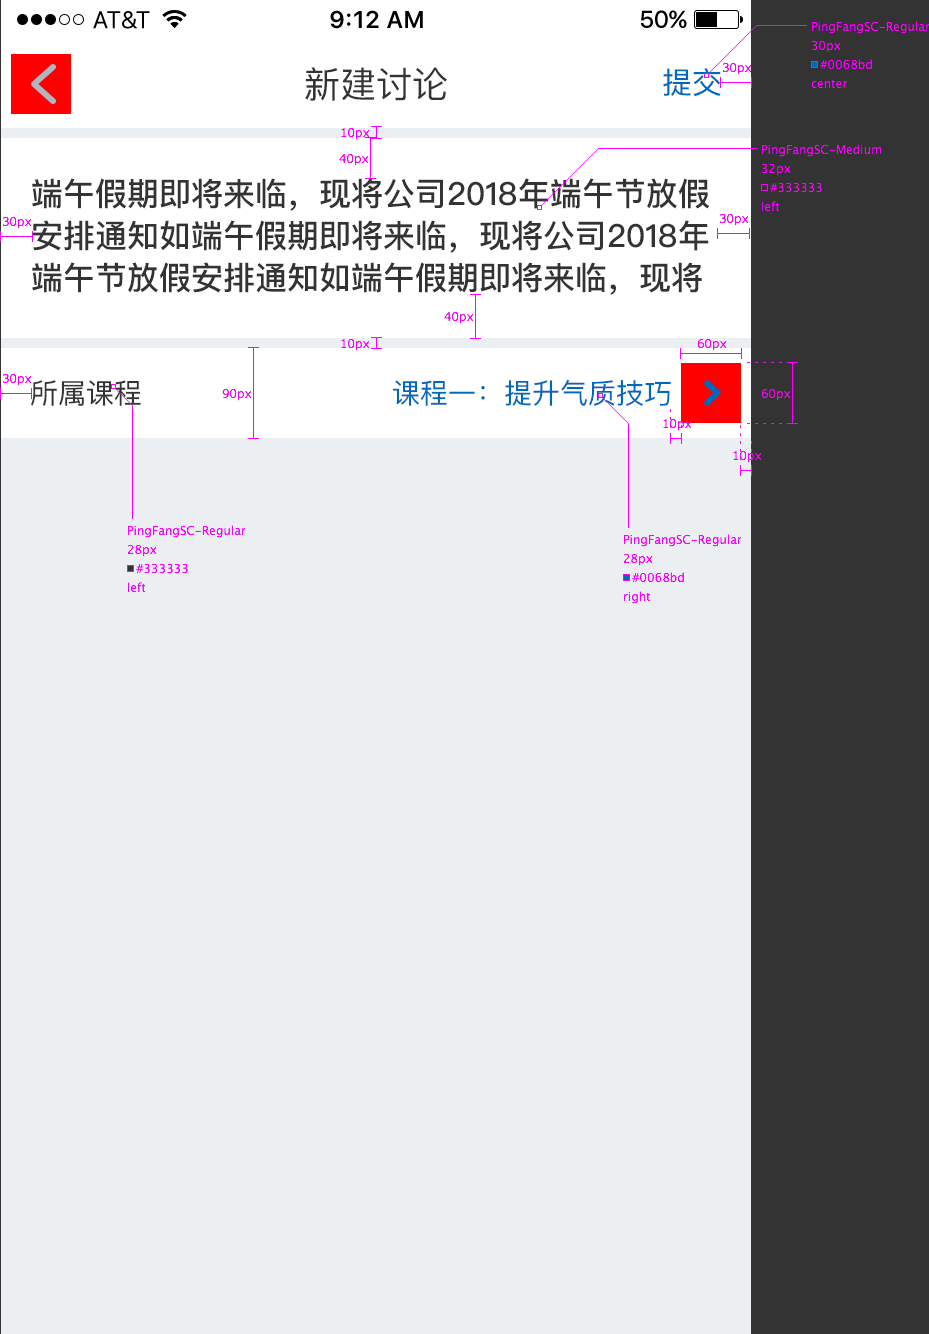 AT&T 9:12 AM 50%
新建讨论
提交
30px
PingFangSC-Regular
30px
#0068bd
center
10px
40px
端午假期即将来临，现将公司2018年端午节放假
安排通知如端午假期即将来临，现将公司2018年
端午节放假安排通知如端午假期即将来临，现将
30px
30px
PingFangSC-Medium
32px
#333333
left
40px
10px
60px
30px
所属课程
90px
课程一：提升气质技巧
60px
10px
10px
PingFangSC-Regular
28px
#333333
left
PingFangSC-Regular
28px
#0068bd
right